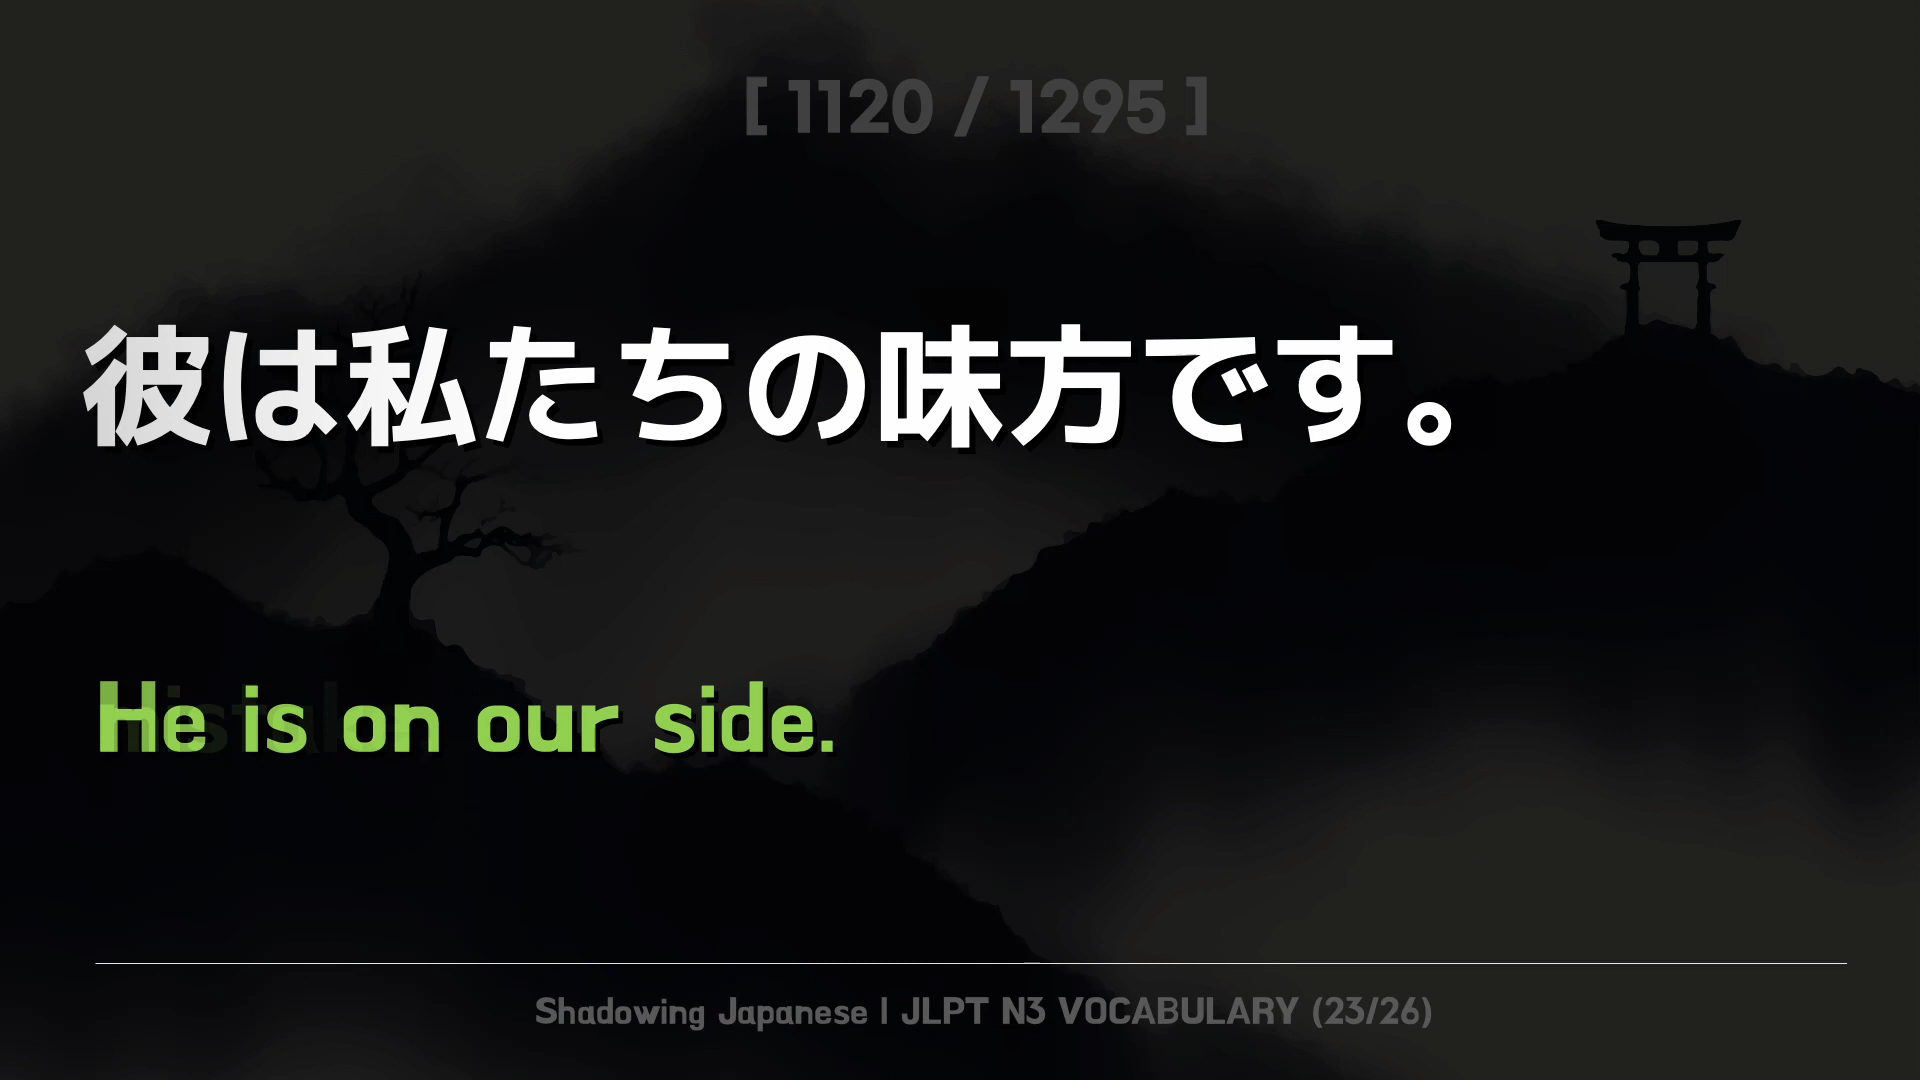 [ 1120 / 1295 ]
彼は私たちの味方です。
He is on our side.
Shadowing Japanese | JLPT N3 VOCABULARY (23/26)